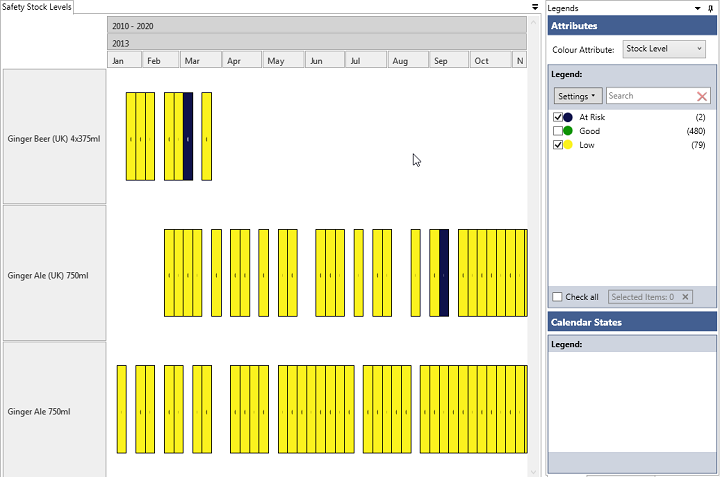 Safety Stock Levels
2010 - 2020
2013
Jan Feb Mar Apr May Jun Jul Aug Sep Oct N
Ginger Beer (UK) 4x375ml
Ginger Ale (UK) 750ml
Ginger Ale 750ml
Legends
Attributes
Colour Attribute: Stock Level
Legend:
Settings Search
At Risk (2)
Good (480)
Low (79)
Check all Selected Items: 0
Calendar States
Legend: